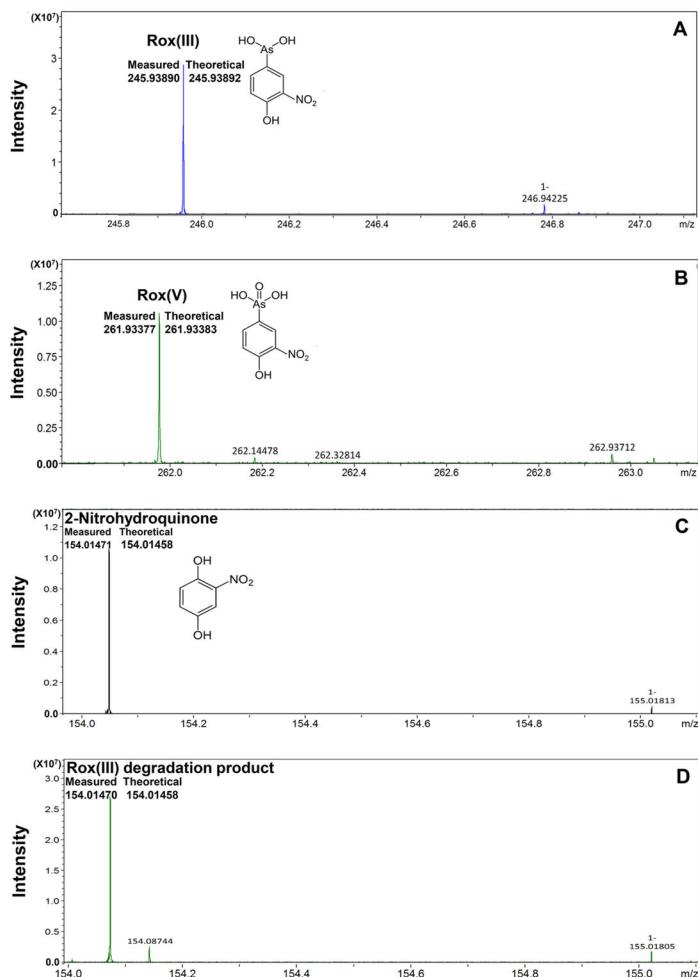 (X10⁷)
A
Rox(III)
Measured Theoretical
245.93890 245.93892
HO OH
As
NO₂
OH
Intensity
3
2
1
0
1-
246.94225
245.8 246.0 246.2 246.4 246.6 246.8 247.0 m/z
(X10⁷)
B
Rox(V)
Measured Theoretical
261.93377 261.93383
O
HO As OH
NO₂
OH
Intensity
1.25
1.00
0.75
0.50
0.25
0.00
262.14478 262.32814 262.93712
262.0 262.2 262.4 262.6 262.8 263.0 m/z
(X10⁷)
C
2-Nitrohydroquinone
Measured Theoretical
154.01471 154.01458
OH
NO₂
OH
Intensity
1.2
1.0
0.8
0.6
0.4
0.2
0.0
1-
155.01813
154.0 154.2 154.4 154.6 154.8 155.0 m/z
(X10⁷)
D
Rox(III) degradation product
Measured Theoretical
154.01470 154.01458
Intensity
3.0
2.5
2.0
1.5
1.0
0.5
0.0
154.08744
1-
155.01805
154.0 154.2 154.4 154.6 154.8 155.0 m/z